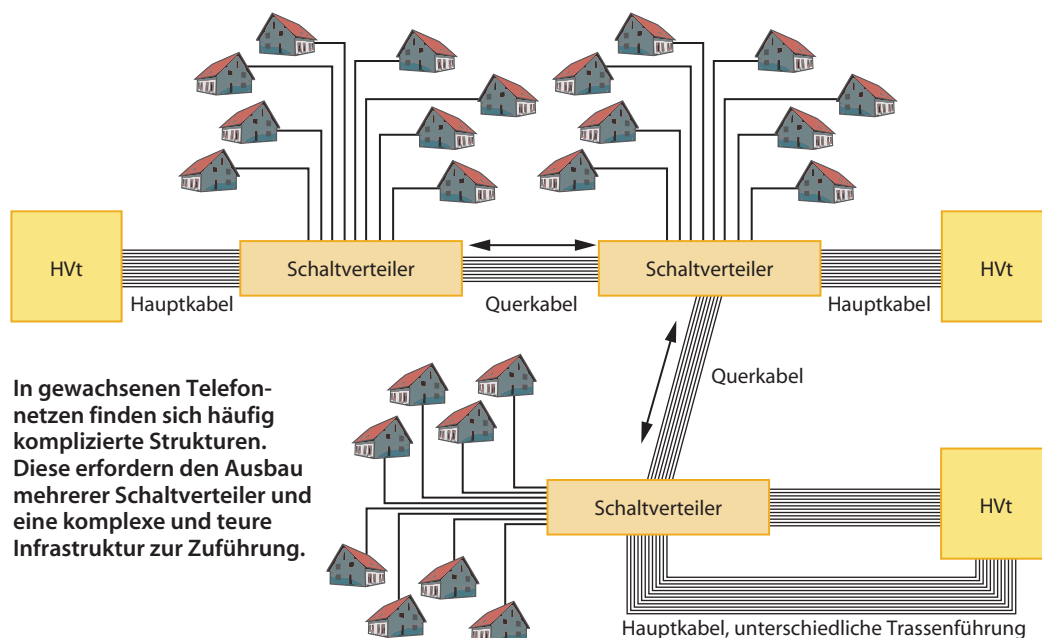 HVt
Schaltverteiler
Schaltverteiler
HVt
Hauptkabel
Querkabel
Hauptkabel
Querkabel
In gewachsenen Telefon-
netzen finden sich häufig
komplizierte Strukturen.
Diese erfordern den Ausbau
mehrerer Schaltverteiler und
eine komplexe und teure
Infrastruktur zur Zuführung.
Schaltverteiler
HVt
Hauptkabel, unterschiedliche Trassenführung